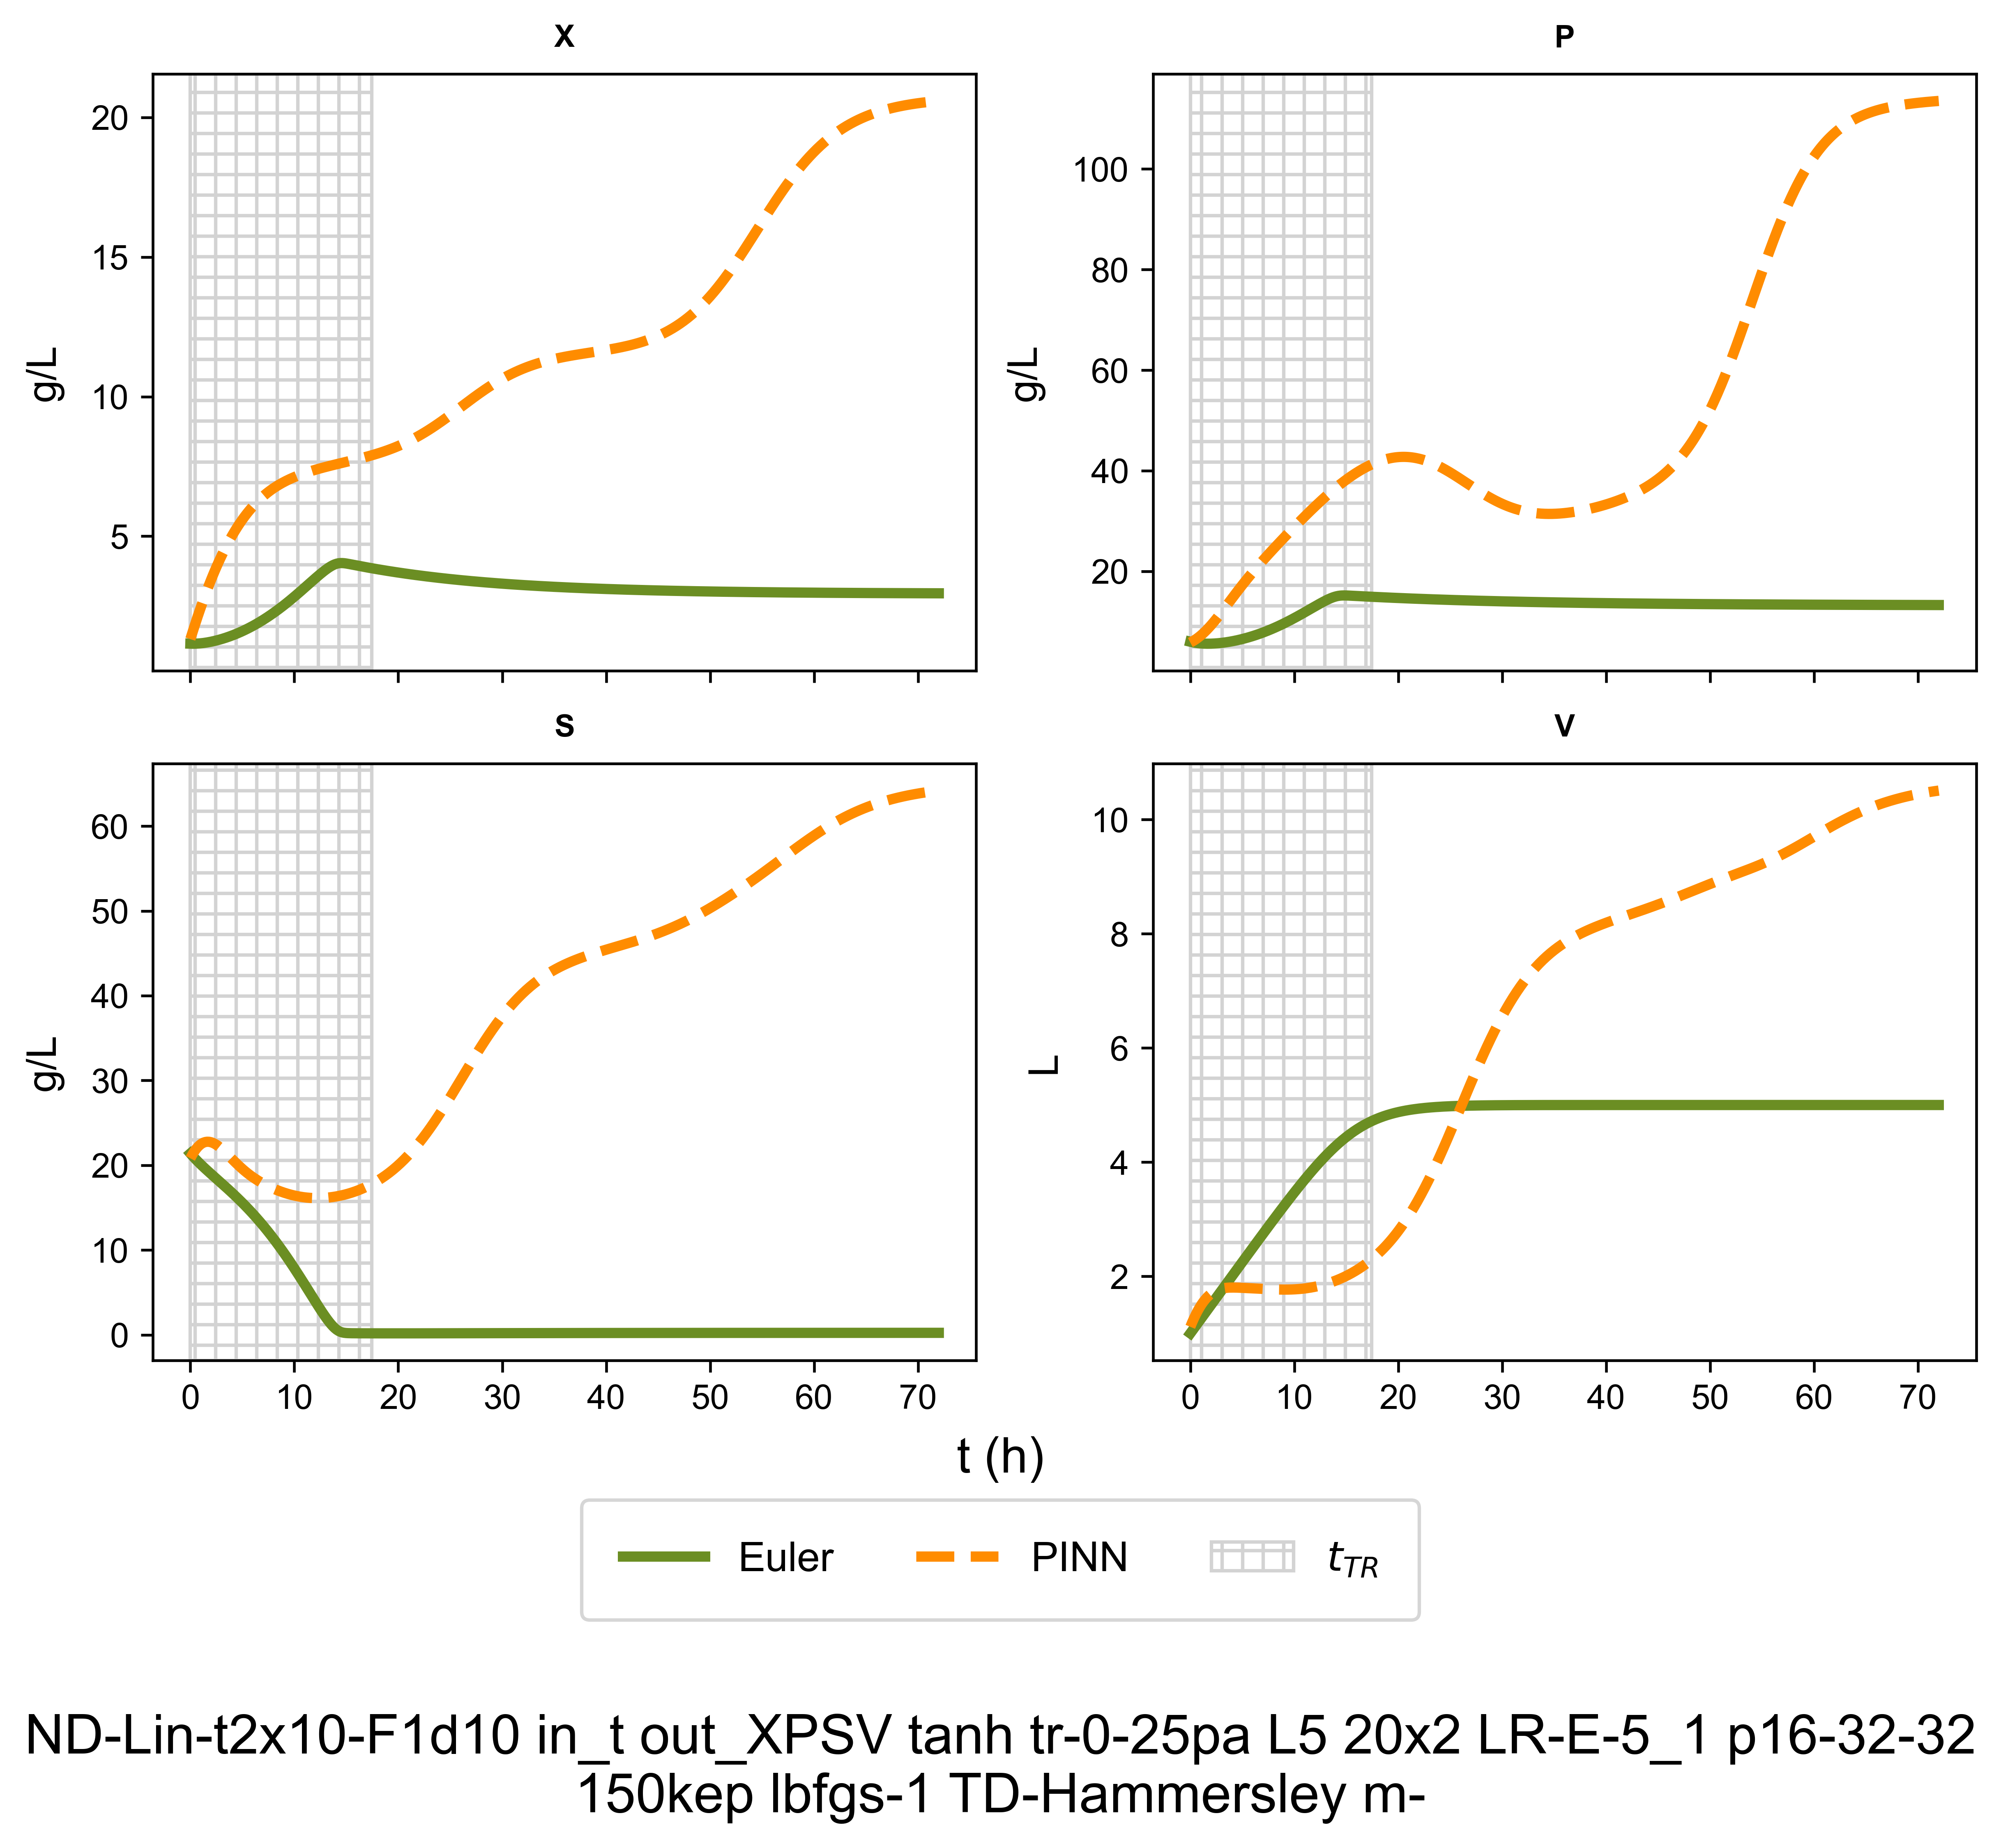 X
P
20
15
10
5
g/L
100
80
60
40
20
g/L
S
V
60
50
40
30
20
10
0
g/L
10
8
6
4
2
L
0 10 20 30 40 50 60 70
0 10 20 30 40 50 60 70
t (h)
Euler PINN t_TR
ND-Lin-t2x10-F1d10 in_t out_XPSV tanh tr-0-25pa L5 20x2 LR-E-5_1 p16-32-32
150kep lbfgs-1 TD-Hammersley m-